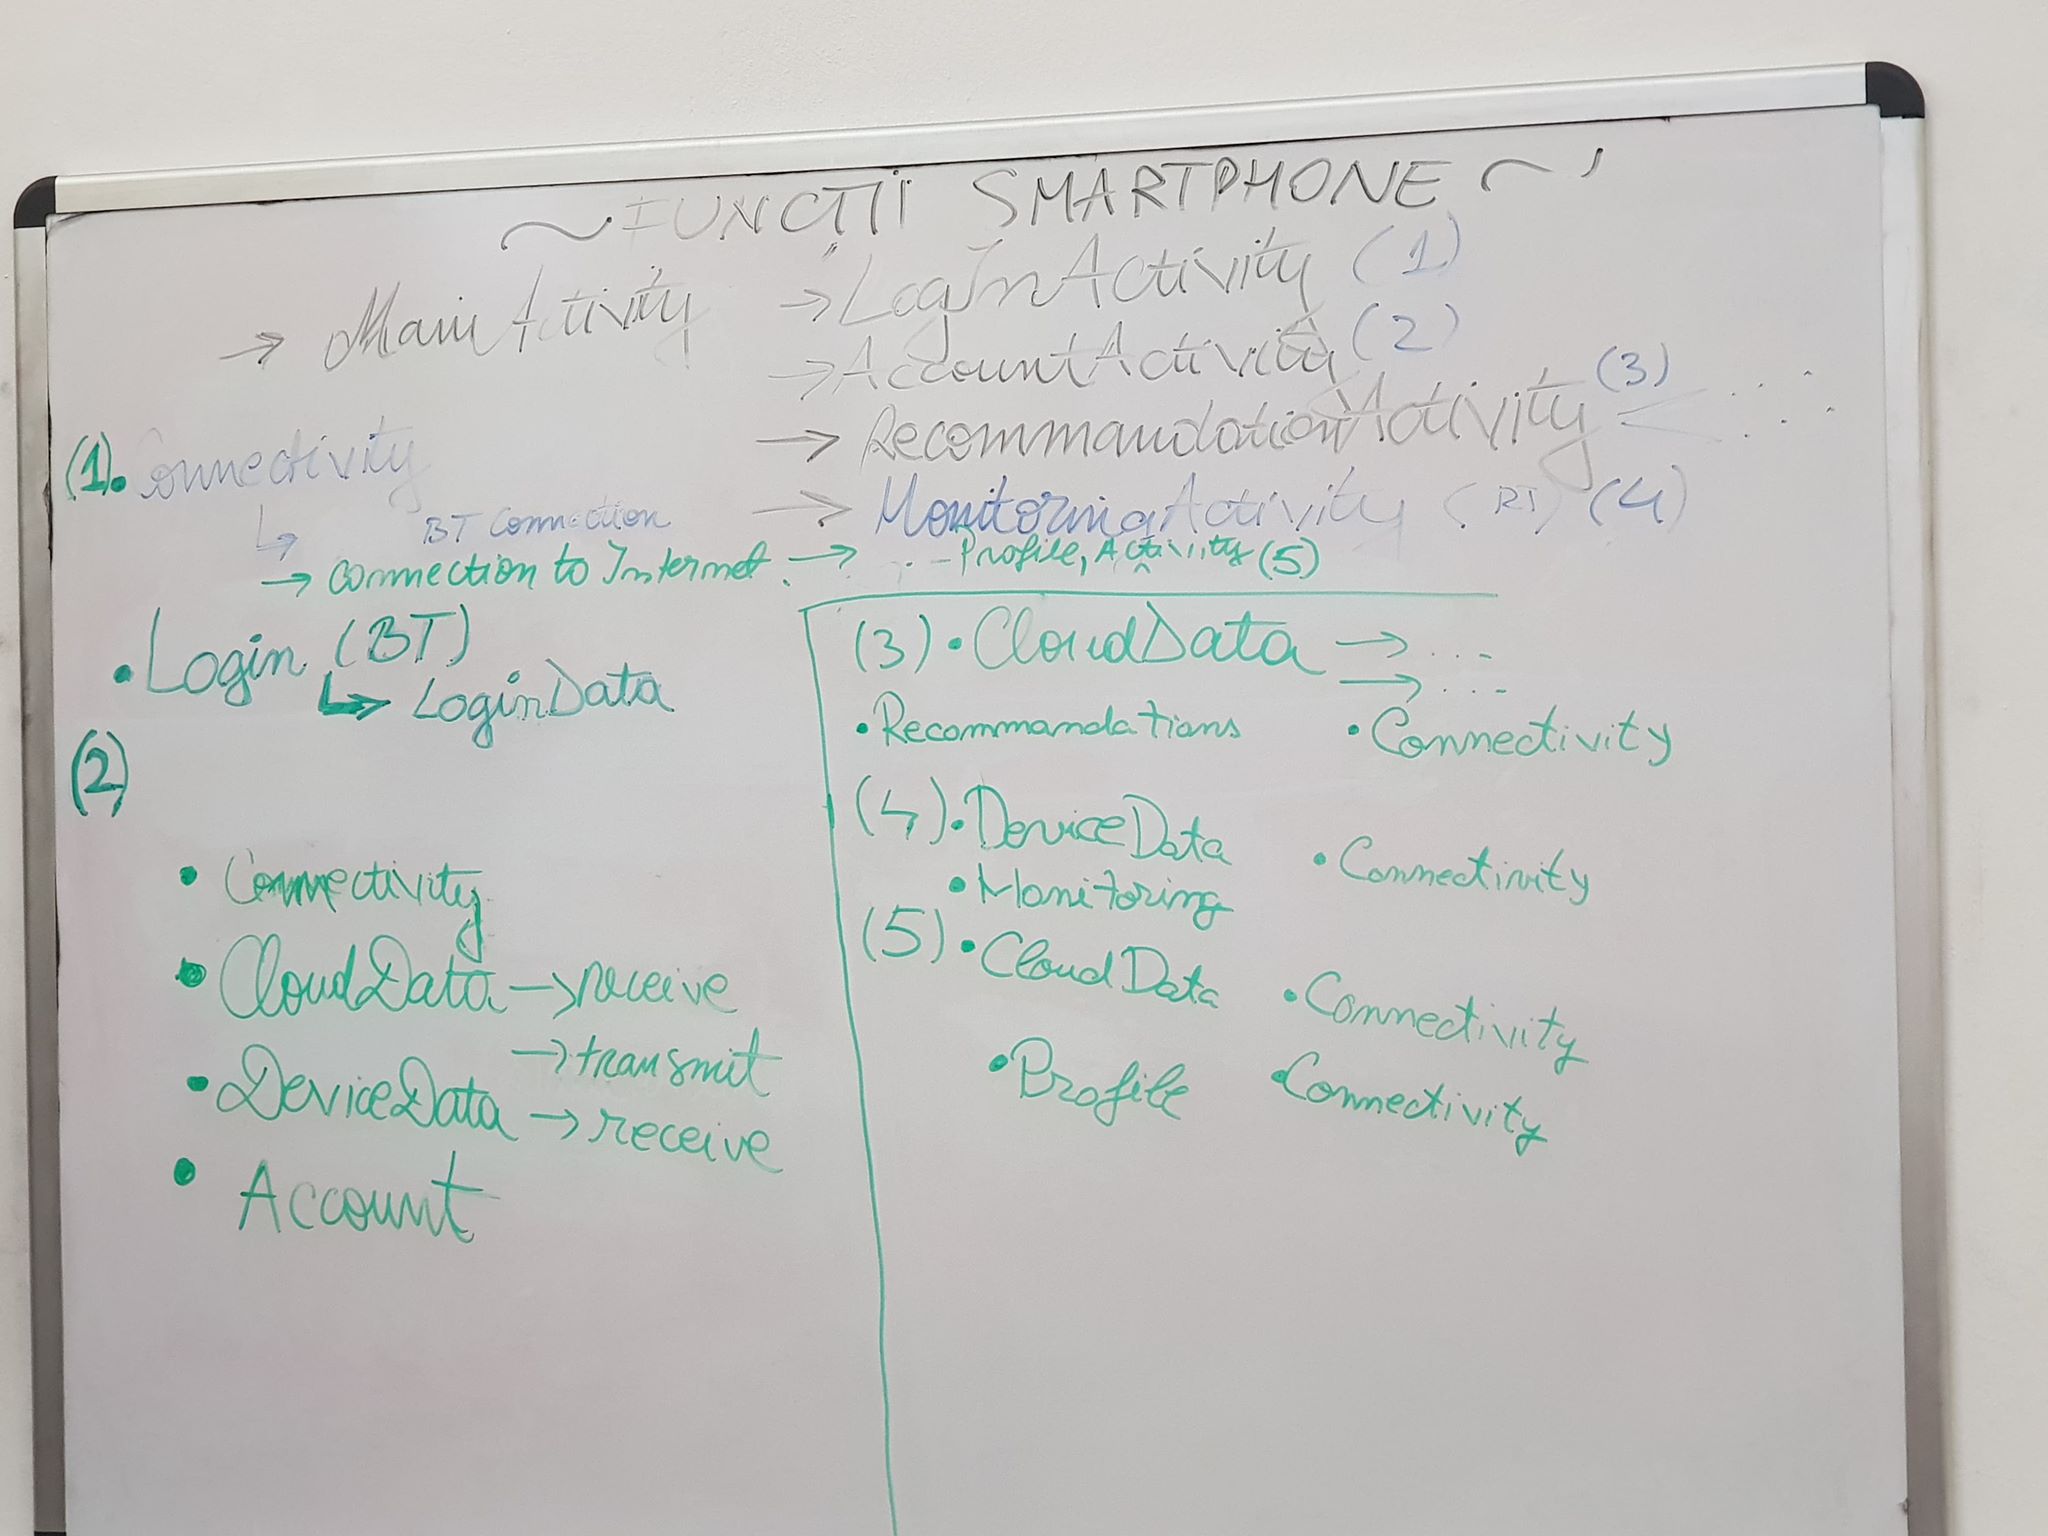 ~ FUNCȚII SMARTPHONE ~
→ MainActivity → LogInActivity (1)
→ AccountActivity (2)
→ RecommandationActivity (3)
→ MonitoringActivity (RT) (4)
→ ... Profile, Activity (5)
(1). Connectivity
↳ BT Connection
→ connection to Internet.
• Login (BT)
↳ LoginData
(2)
• Connectivity
• CloudData → receive
→ transmit
• DeviceData → receive
• Account
(3) • CloudData → ...
→ ...
• Recommandations • Connectivity
(4) • DeviceData • Connectivity
• Monitoring
(5) • CloudData • Connectivity
• Profile • Connectivity